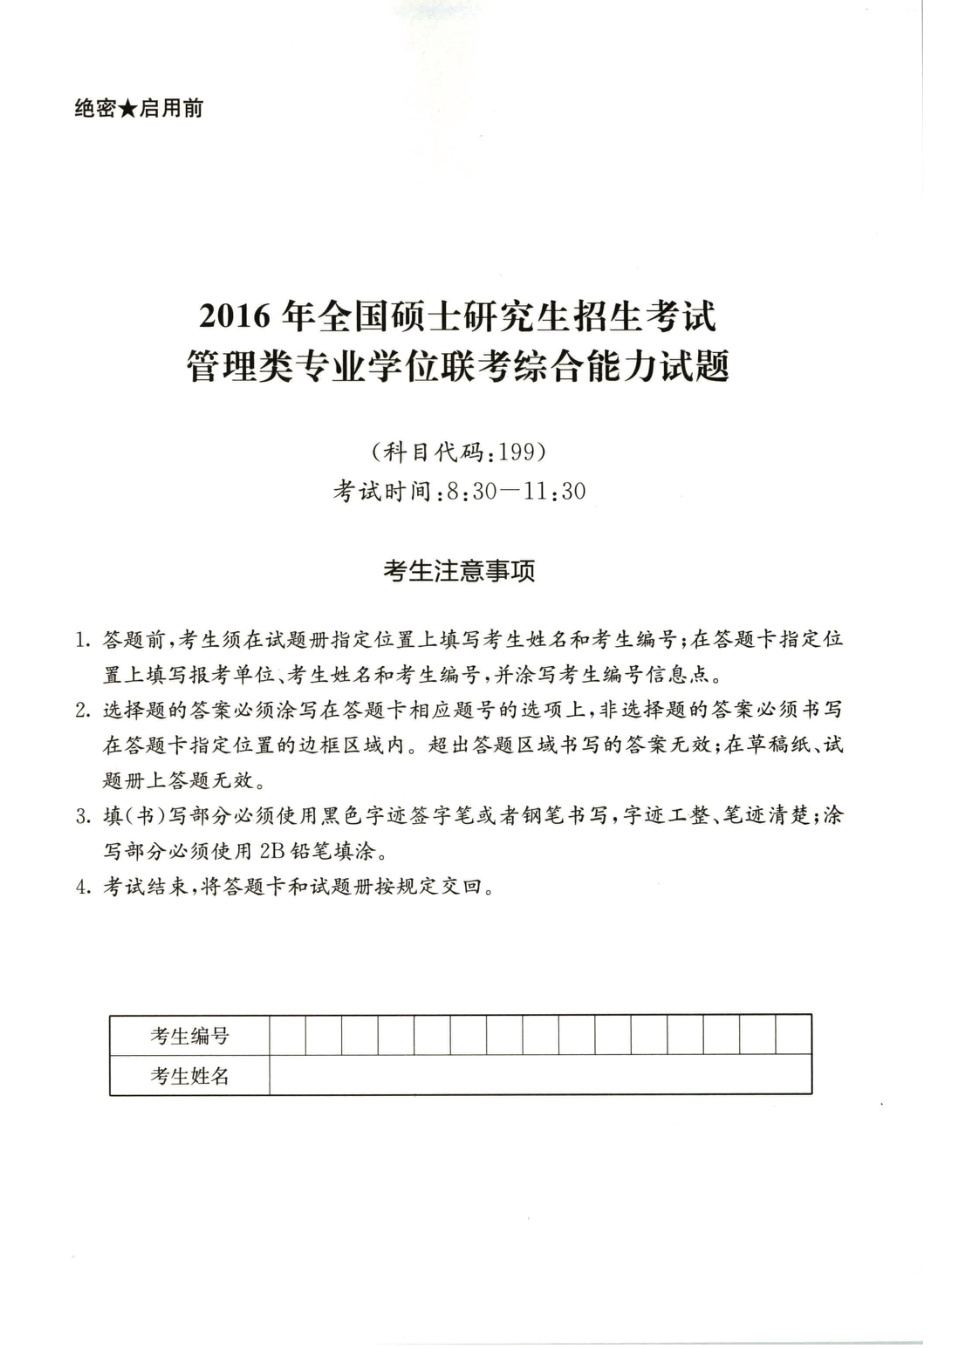 绝密★启用前
2016 年全国硕士研究生招生考试
管理类专业学位联考综合能力试题
(科目代码:199)
考试时间:8:30—11:30
考生注意事项
1. 答题前,考生须在试题册指定位置上填写考生姓名和考生编号;在答题卡指定位
置上填写报考单位、考生姓名和考生编号,并涂写考生编号信息点。
2. 选择题的答案必须涂写在答题卡相应题号的选项上,非选择题的答案必须书写
在答题卡指定位置的边框区域内。超出答题区域书写的答案无效;在草稿纸、试
题册上答题无效。
3. 填(书)写部分必须使用黑色字迹签字笔或者钢笔书写,字迹工整、笔迹清楚;涂
写部分必须使用 2B 铅笔填涂。
4. 考试结束,将答题卡和试题册按规定交回。
考生编号
考生姓名